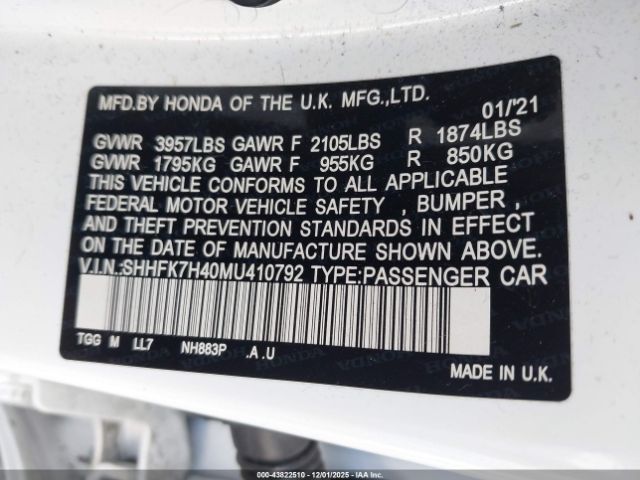 MFD.BY HONDA OF THE U.K. MFG.,LTD.
01/'21
GVWR 3957LBS GAWR F 2105LBS R 1874LBS
GVWR 1795KG GAWR F 955KG R 850KG
THIS VEHICLE CONFORMS TO ALL APPLICABLE
FEDERAL MOTOR VEHICLE SAFETY , BUMPER ,
AND THEFT PREVENTION STANDARDS IN EFFECT
ON THE DATE OF MANUFACTURE SHOWN ABOVE.
V.I.N.:SHHFK7H40MU410792 TYPE:PASSENGER CAR
TGG M LL7 NH883P .A .U
MADE IN U.K.
000-43822510 - 12/01/2025 - IAAI.COM